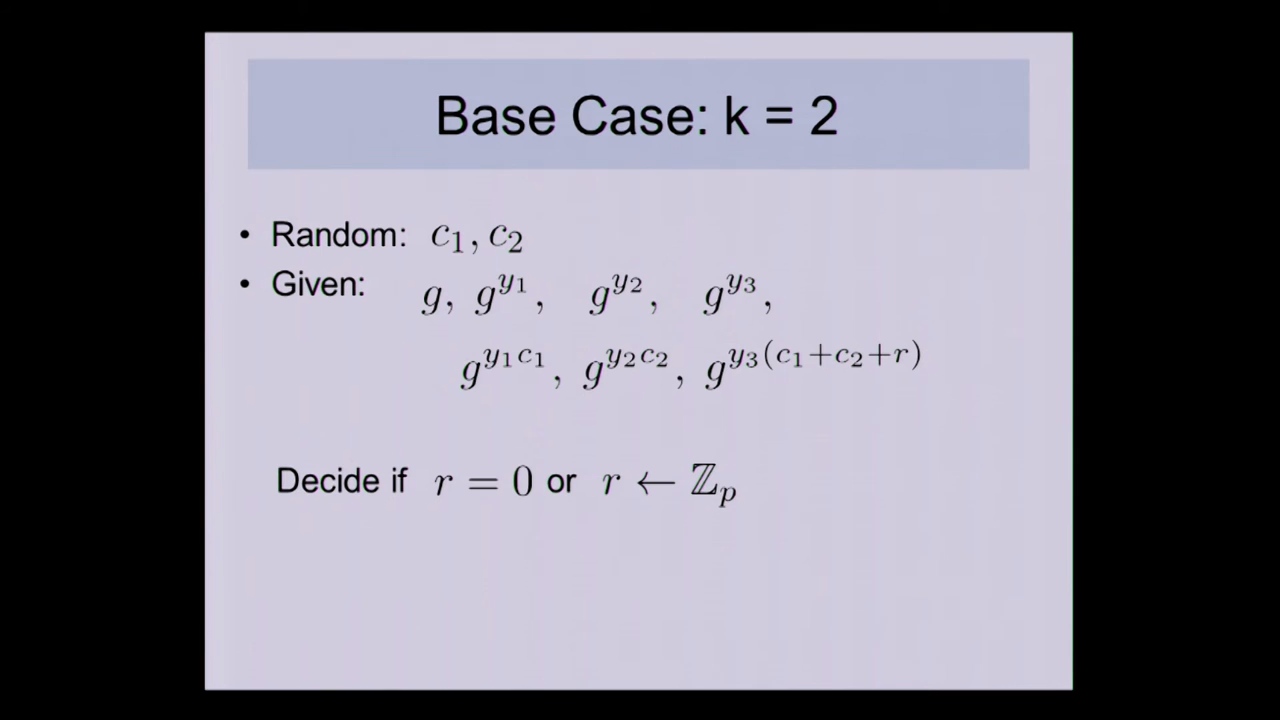 Base Case: k = 2
• Random: c₁, c₂
• Given: g, g^{y₁}, g^{y₂}, g^{y₃},
g^{y₁c₁}, g^{y₂c₂}, g^{y₃(c₁+c₂+r)}
Decide if r = 0 or r ← ℤₚ